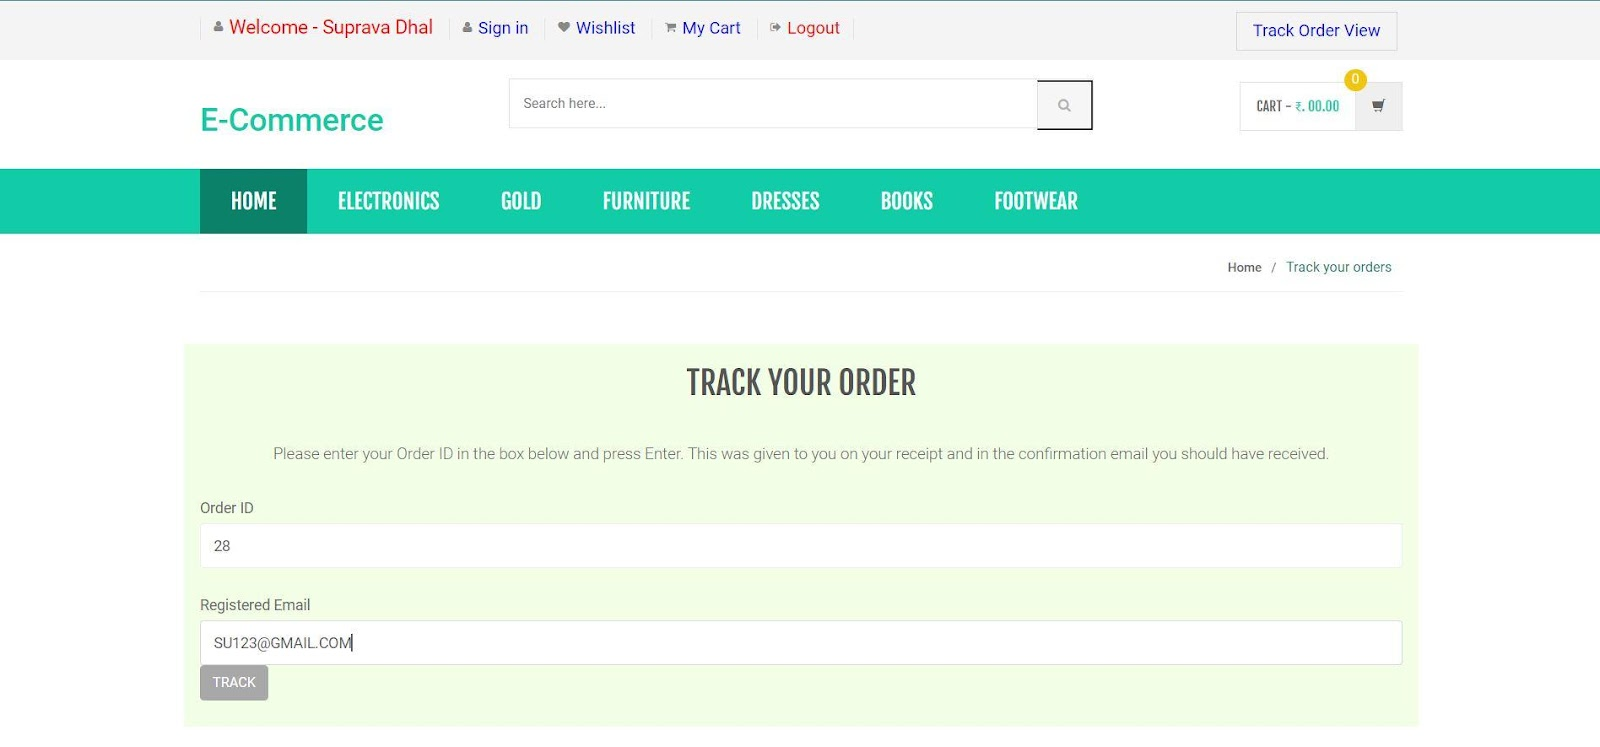 Welcome - Suprava Dhal Sign in Wishlist My Cart Logout Track Order View
0
E-Commerce Search here... CART - ₹. 00.00
HOME ELECTRONICS GOLD FURNITURE DRESSES BOOKS FOOTWEAR
Home / Track your orders
TRACK YOUR ORDER
Please enter your Order ID in the box below and press Enter. This was given to you on your receipt and in the confirmation email you should have received.
Order ID
28
Registered Email
SU123@GMAIL.COM
TRACK